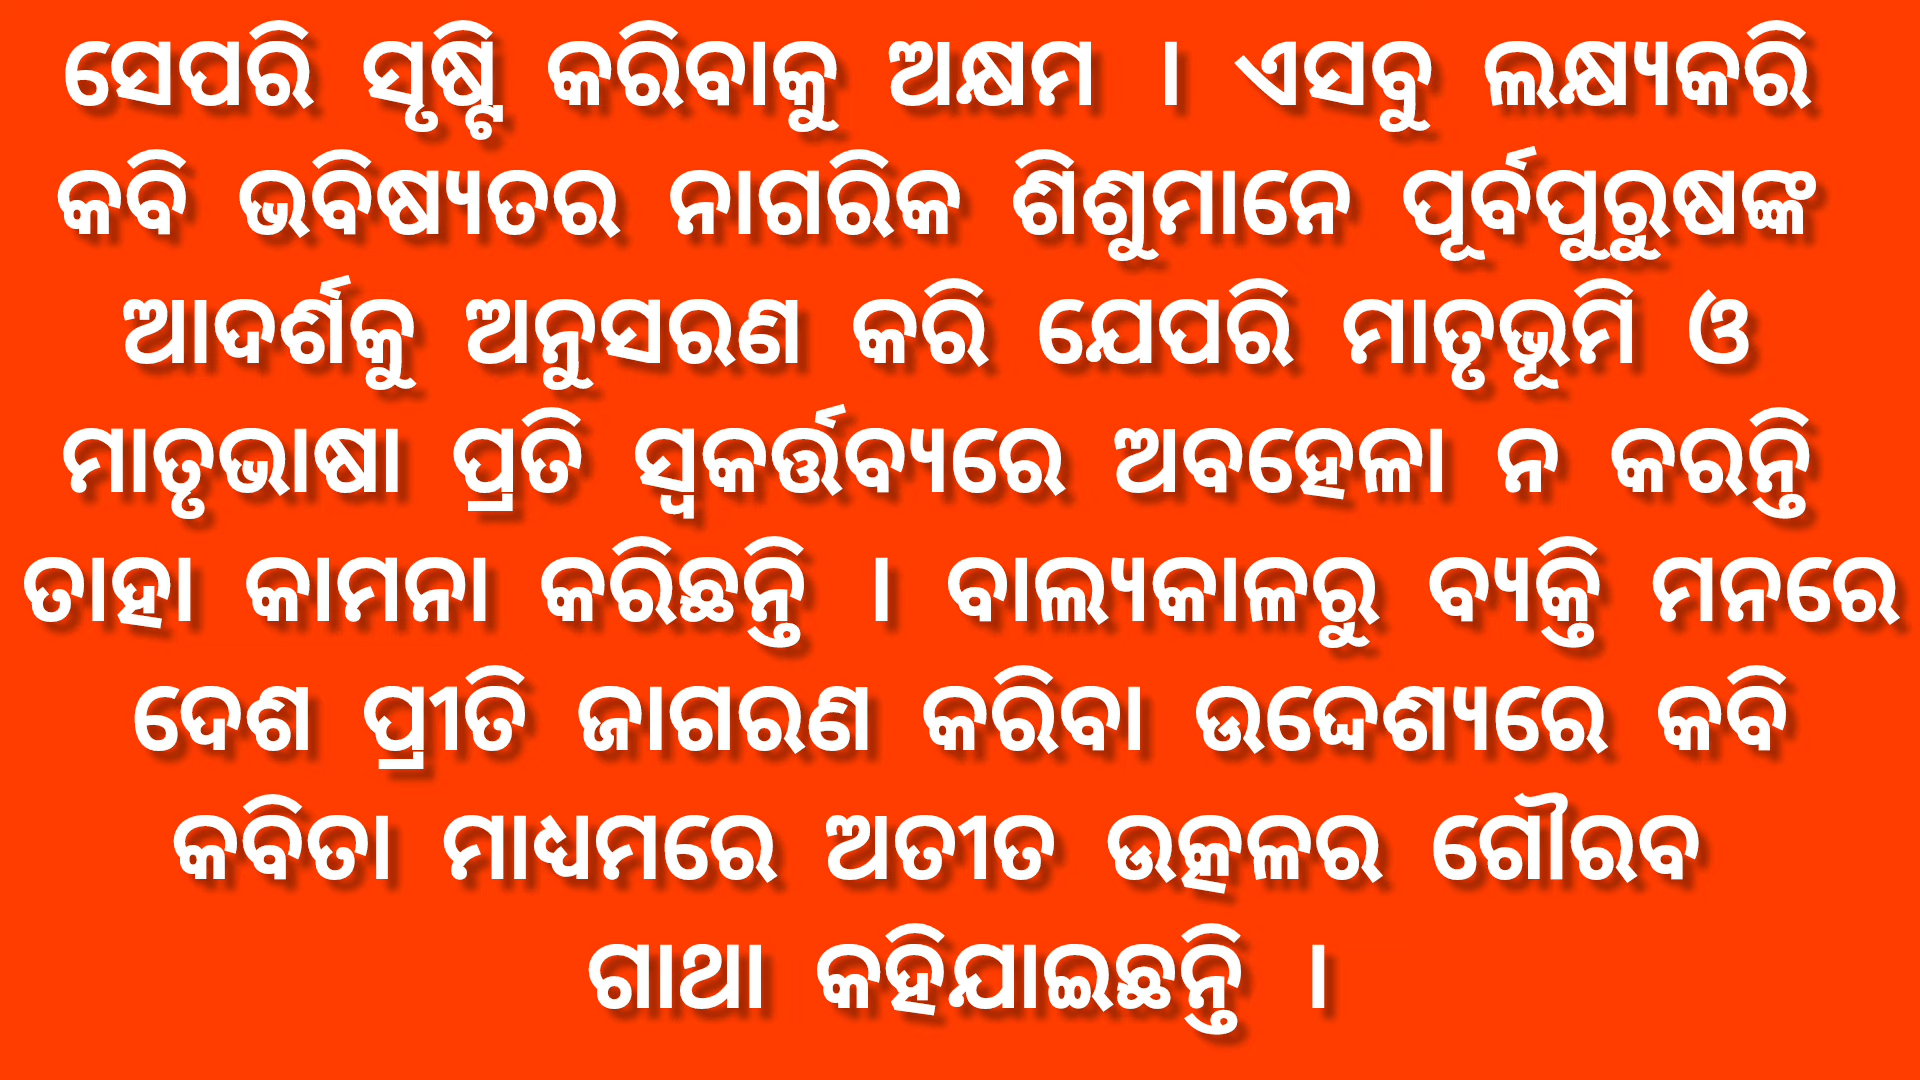 ସେପରି ସୃଷ୍ଟି କରିବାକୁ ଅକ୍ଷମ । ଏସବୁ ଲକ୍ଷ୍ୟକରି
କବି ଭବିଷ୍ୟତର ନାଗରିକ ଶିଶୁମାନେ ପୂର୍ବପୁରୁଷଙ୍କ
ଆଦର୍ଶକୁ ଅନୁସରଣ କରି ଯେପରି ମାତୃଭୂମି ଓ
ମାତୃଭାଷା ପ୍ରତି ସ୍ୱକର୍ତ୍ତବ୍ୟରେ ଅବହେଳା ନ କରନ୍ତି
ତାହା କାମନା କରିଛନ୍ତି । ବାଲ୍ୟକାଳରୁ ବ୍ୟକ୍ତି ମନରେ
ଦେଶ ପ୍ରୀତି ଜାଗରଣ କରିବା ଉଦ୍ଦେଶ୍ୟରେ କବି
କବିତା ମାଧ୍ୟମରେ ଅତୀତ ଉତ୍କଳର ଗୌରବ
ଗାଥା କହିଯାଇଛନ୍ତି ।